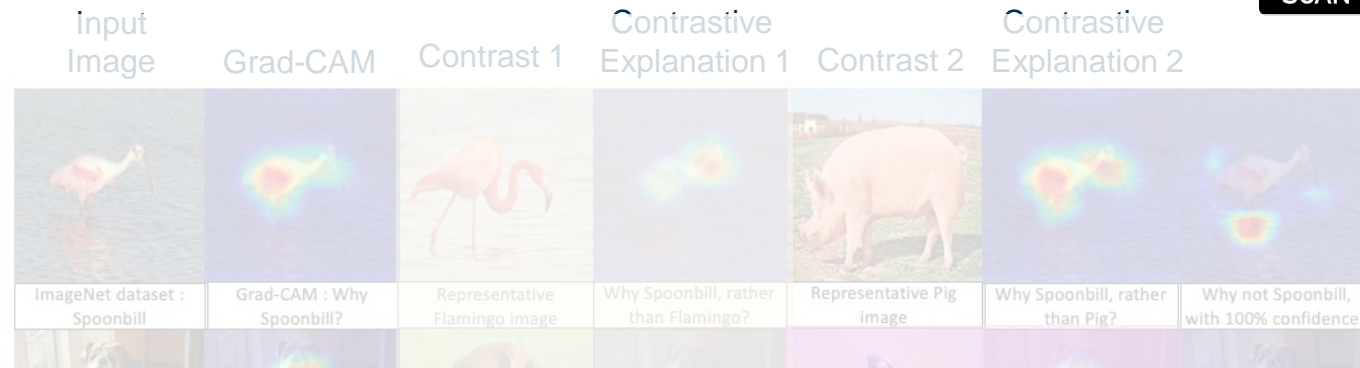 Input
Image
Grad-CAM
Contrast 1
Contrastive
Explanation 1
Contrast 2
Contrastive
Explanation 2
ImageNet dataset :
Spoonbill
Grad-CAM : Why
Spoonbill?
Representative
Flamingo image
Why Spoonbill, rather
than Flamingo?
Representative Pig
image
Why Spoonbill, rather
than Pig?
Why not Spoonbill,
with 100% confidence